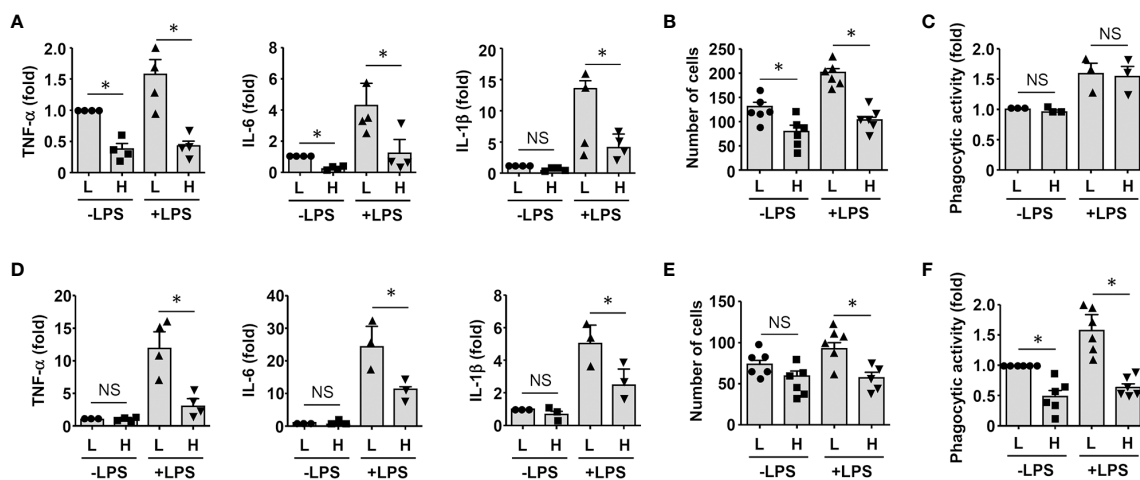 A
TNF-α (fold)
2.0
1.5
1.0
0.5
0
*
*
L H L H
-LPS +LPS
IL-6 (fold)
8
6
4
2
0
*
*
L H L H
-LPS +LPS
IL-1β (fold)
20
15
10
5
0
NS
*
L H L H
-LPS +LPS
B
Number of cells
250
200
150
100
50
0
*
*
L H L H
-LPS +LPS
C
Phagocytic activity (fold)
2.0
1.5
1.0
0.5
0
NS
NS
L H L H
-LPS +LPS
D
TNF-α (fold)
20
15
10
5
0
NS
*
L H L H
-LPS +LPS
IL-6 (fold)
40
30
20
10
0
NS
*
L H L H
-LPS +LPS
IL-1β (fold)
8
6
4
2
0
NS
*
L H L H
-LPS +LPS
E
Number of cells
150
100
50
0
NS
*
L H L H
-LPS +LPS
F
Phagocytic activity (fold)
2.0
1.5
1.0
0.5
0
*
*
L H L H
-LPS +LPS